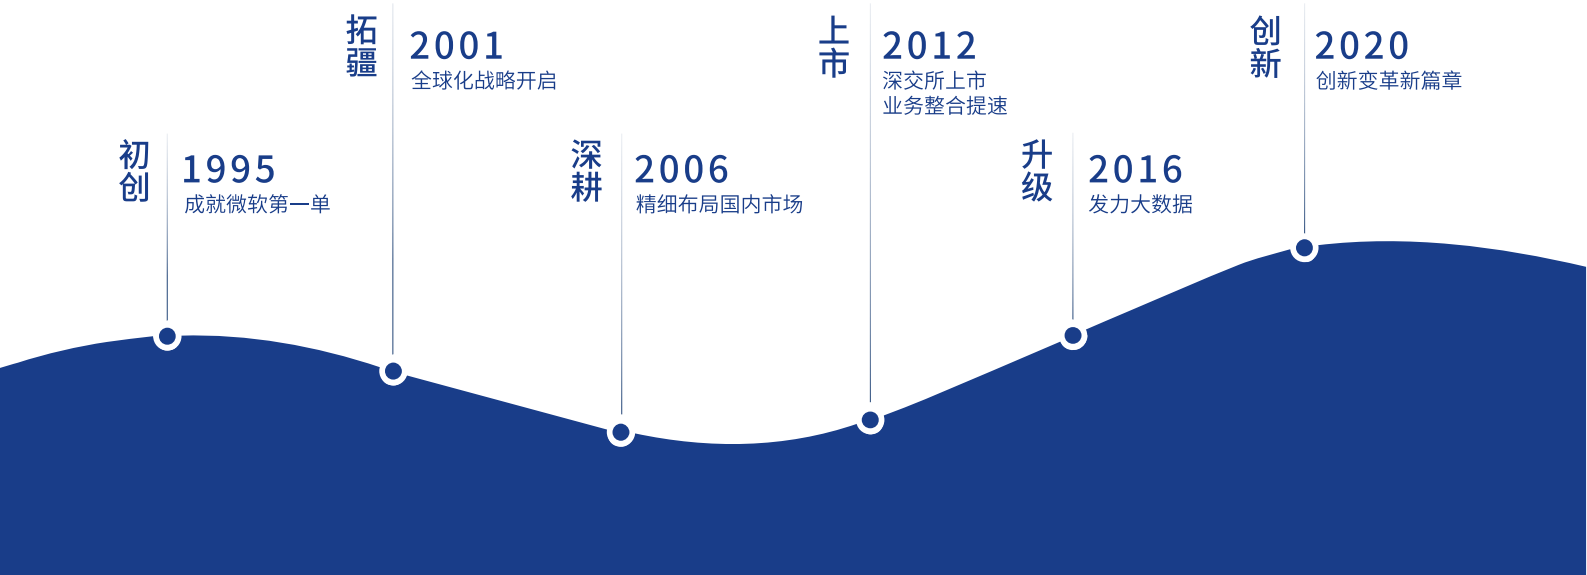 初创
1995
成就微软第一单
拓疆
2001
全球化战略开启
深耕
2006
精细布局国内市场
上市
2012
深交所上市
业务整合提速
升级
2016
发力大数据
创新
2020
创新变革新篇章